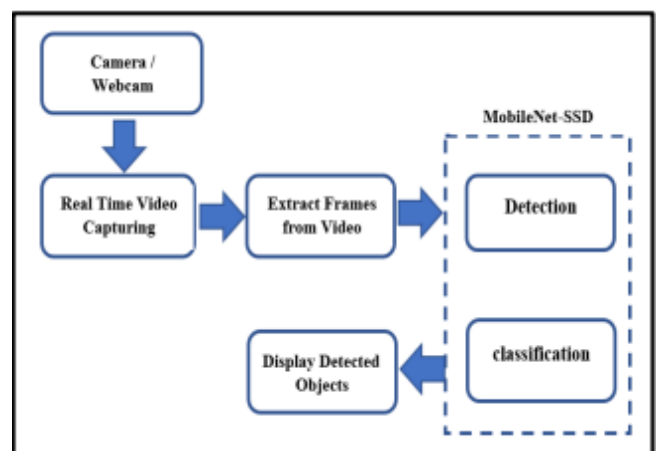 Camera /
Webcam
Real Time Video
Capturing
Extract Frames
from Video
MobileNet-SSD
Detection
classification
Display Detected
Objects